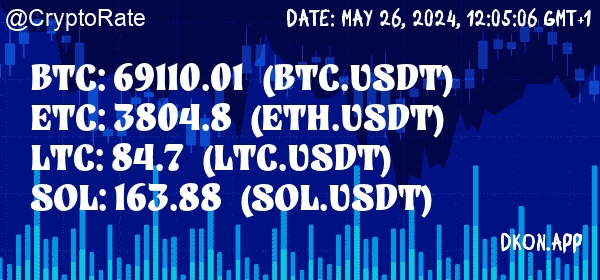 @CryptoRate
DATE: MAY 26, 2024, 12:05:06 GMT+1
BTC: 69110.01 (BTC.USDT)
ETC: 3804.8 (ETH.USDT)
LTC: 84.7 (LTC.USDT)
SOL: 163.88 (SOL.USDT)
DKON.APP